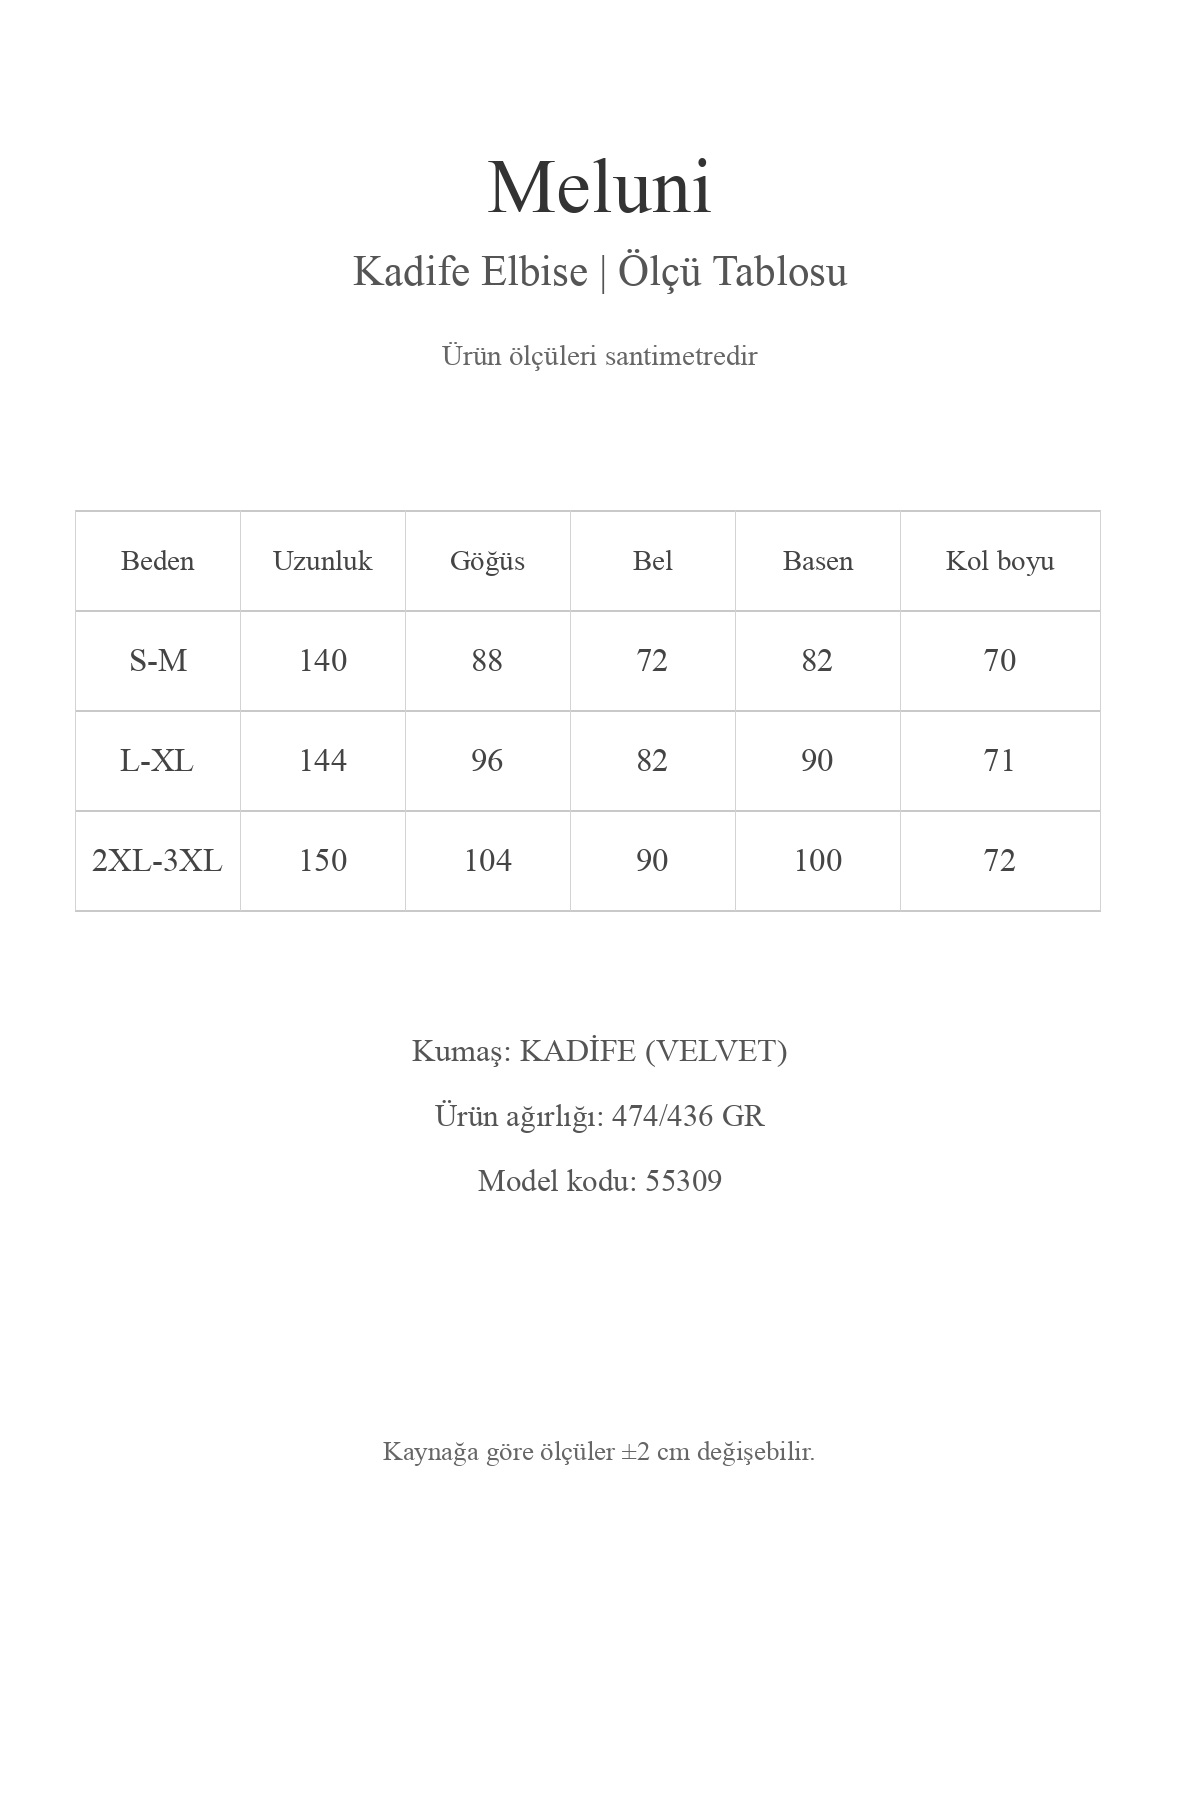 Meluni
Kadife Elbise | Ölçü Tablosu
Ürün ölçüleri santimetredir
Beden Uzunluk Göğüs Bel Basen Kol boyu
S-M 140 88 72 82 70
L-XL 144 96 82 90 71
2XL-3XL 150 104 90 100 72
Kumaş: KADİFE (VELVET)
Ürün ağırlığı: 474/436 GR
Model kodu: 55309
Kaynağa göre ölçüler ±2 cm değişebilir.